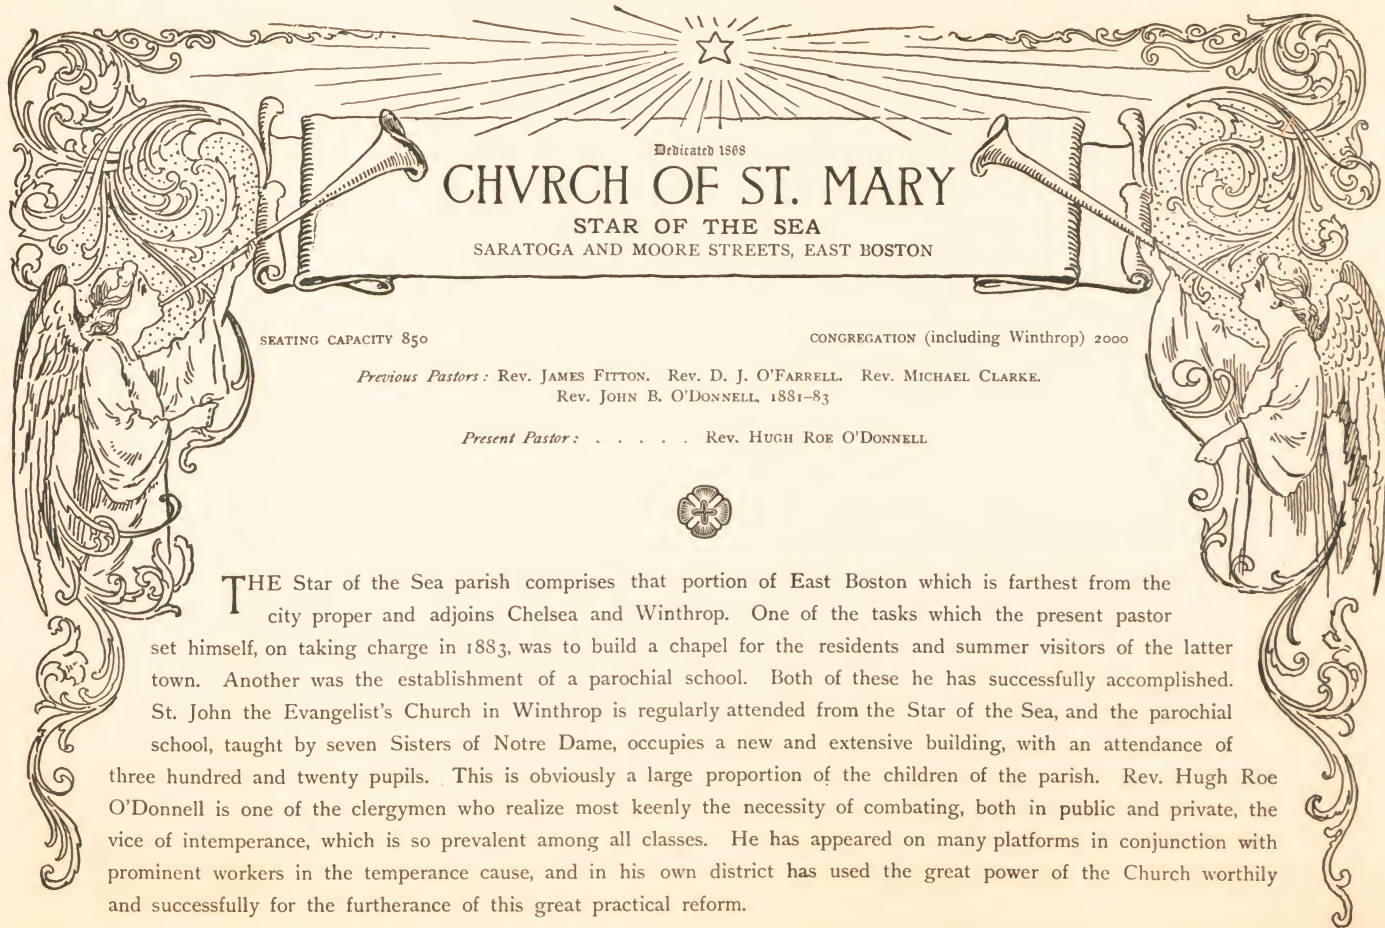 Dedicated 1868
CHVRCH OF ST. MARY
STAR OF THE SEA
SARATOGA AND MOORE STREETS, EAST BOSTON
SEATING CAPACITY 850
CONGREGATION (including Winthrop) 2000
Previous Pastors: Rev. JAMES FITTON. Rev. D. J. O'FARRELL. Rev. MICHAEL CLARKE.
Rev. JOHN B. O'DONNELL, 1881–83
Present Pastor: . . . . . Rev. HUGH ROE O'DONNELL
THE Star of the Sea parish comprises that portion of East Boston which is farthest from the
city proper and adjoins Chelsea and Winthrop. One of the tasks which the present pastor
set himself, on taking charge in 1883, was to build a chapel for the residents and summer visitors of the latter
town. Another was the establishment of a parochial school. Both of these he has successfully accomplished.
St. John the Evangelist's Church in Winthrop is regularly attended from the Star of the Sea, and the parochial
school, taught by seven Sisters of Notre Dame, occupies a new and extensive building, with an attendance of
three hundred and twenty pupils. This is obviously a large proportion of the children of the parish. Rev. Hugh Roe
O'Donnell is one of the clergymen who realize most keenly the necessity of combating, both in public and private, the
vice of intemperance, which is so prevalent among all classes. He has appeared on many platforms in conjunction with
prominent workers in the temperance cause, and in his own district has used the great power of the Church worthily
and successfully for the furtherance of this great practical reform.